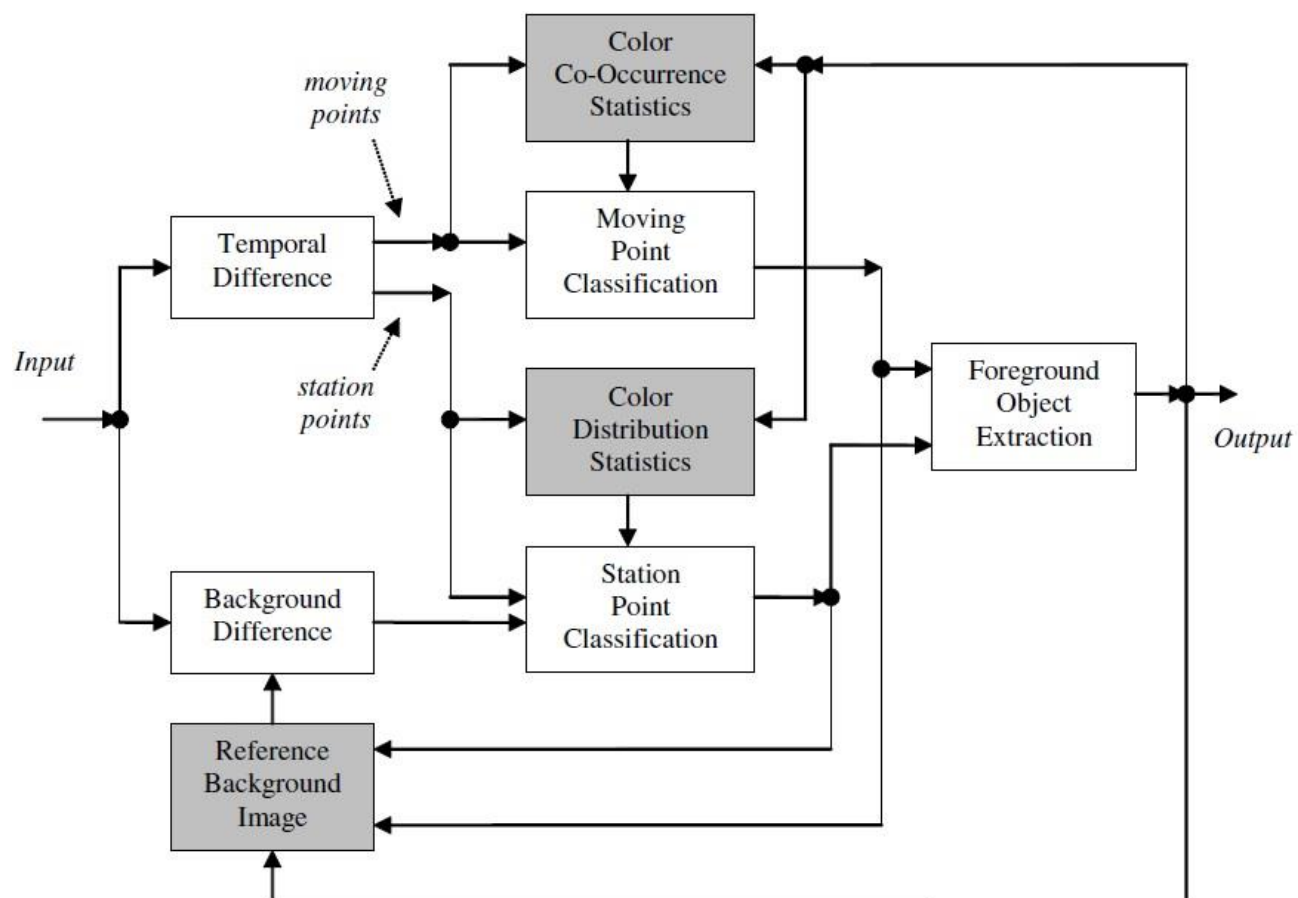 Color
Co-Occurrence
Statistics
moving
points
Temporal
Difference
Moving
Point
Classification
Input
station
points
Color
Distribution
Statistics
Foreground
Object
Extraction
Output
Background
Difference
Station
Point
Classification
Reference
Background
Image